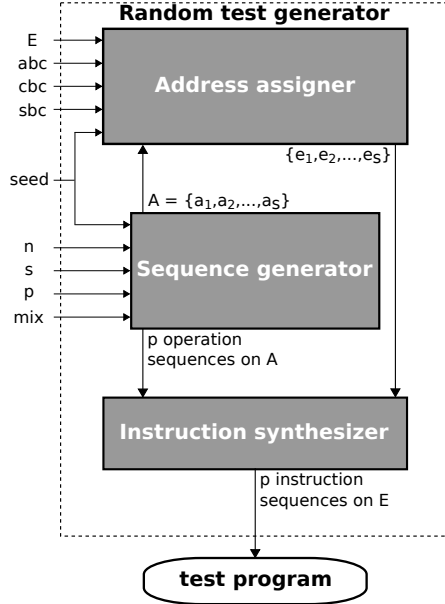 Random test generator
E
abc
cbc
sbc
Address assigner
{e₁,e₂,...,eₛ}
seed
A = {a₁,a₂,...,aₛ}
n
s
p
mix
Sequence generator
p operation
sequences on A
Instruction synthesizer
p instruction
sequences on E
test program